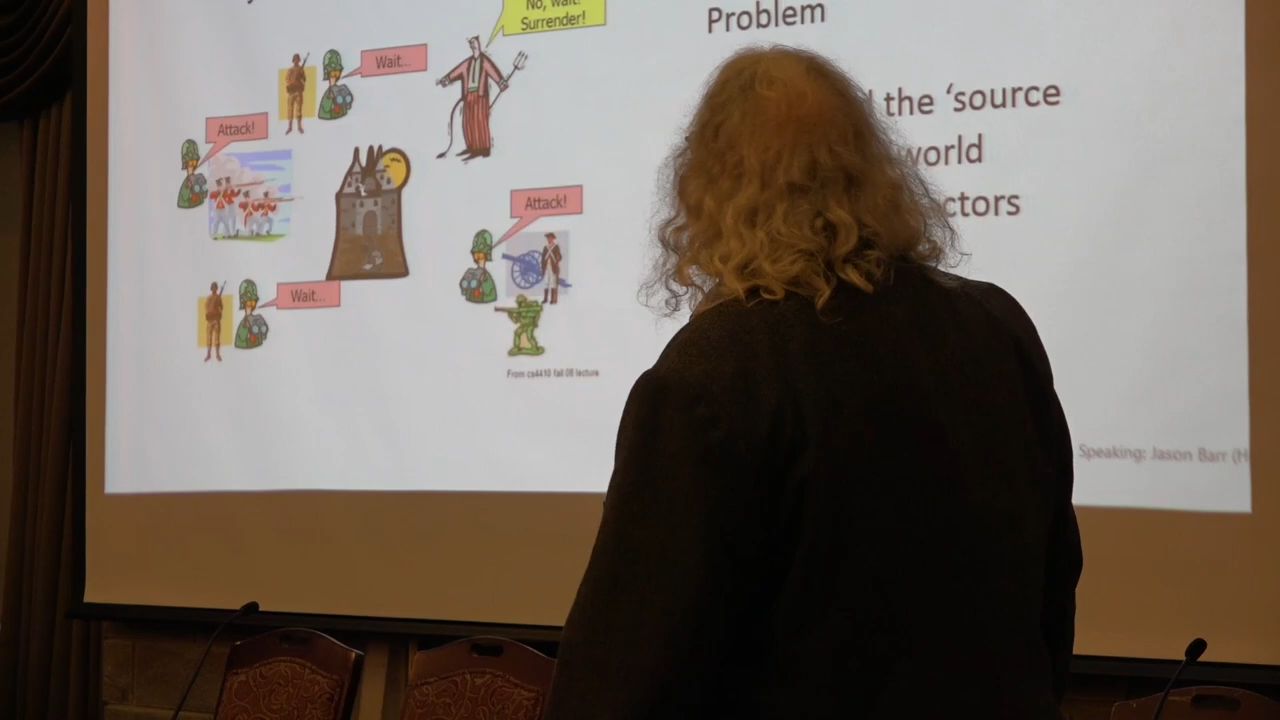 No, wait!
Surrender!
Wait...
Attack!
Attack!
Wait...
From cs4410 fall 08 lecture
Problem
the ‘source
world
ctors
Speaking: Jason Barr (H